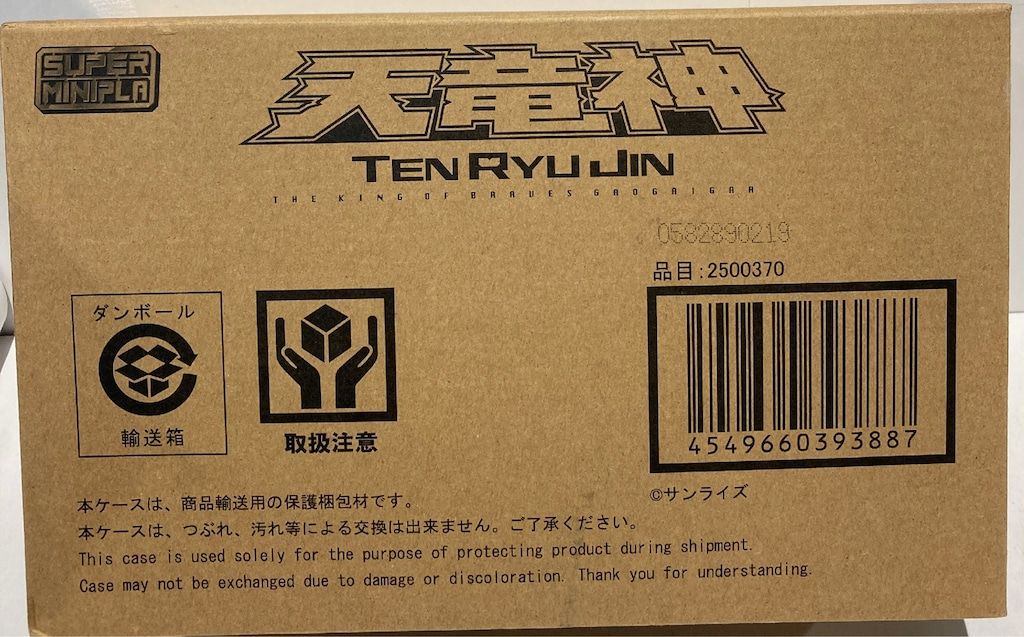 SUPER
MINIPLA
天竜神
TENRYUJIN
THE KING OF BRAVES GAOGAIGAR
0582890219
品目:2500370
ダンボール
輸送箱
取扱注意
4549660393887
©サンライズ
本ケースは、商品輸送用の保護梱包材です。
本ケースは、つぶれ、汚れ等による交換は出来ません。ご了承ください。
This case is used solely for the purpose of protecting product during shipment.
Case may not be exchanged due to damage or discoloration. Thank you for understanding.